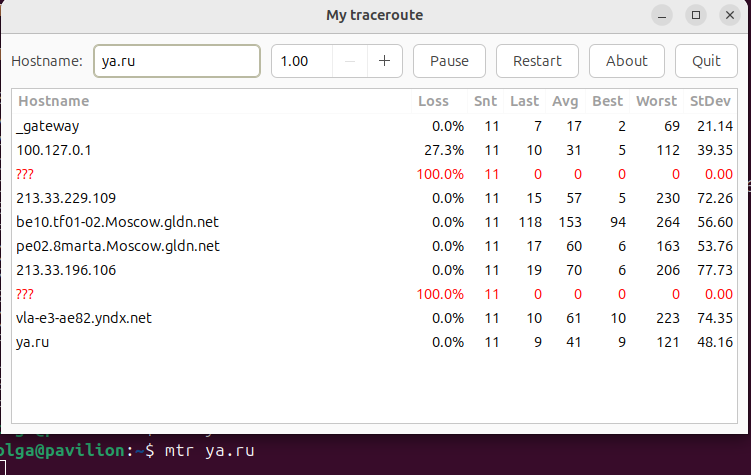 My traceroute
Hostname: ya.ru 1.00 − + Pause Restart About Quit
Hostname Loss Snt Last Avg Best Worst StDev
_gateway 0.0% 11 7 17 2 69 21.14
100.127.0.1 27.3% 11 10 31 5 112 39.35
??? 100.0% 11 0 0 0 0 0.00
213.33.229.109 0.0% 11 15 57 5 230 72.26
be10.tf01-02.Moscow.gldn.net 0.0% 11 118 153 94 264 56.60
pe02.8marta.Moscow.gldn.net 0.0% 11 17 60 6 163 53.76
213.33.196.106 0.0% 11 19 70 6 206 77.73
??? 100.0% 11 0 0 0 0 0.00
vla-e3-ae82.yndx.net 0.0% 11 10 61 10 223 74.35
ya.ru 0.0% 11 9 41 9 121 48.16
olga@pavilion:~$ mtr ya.ru